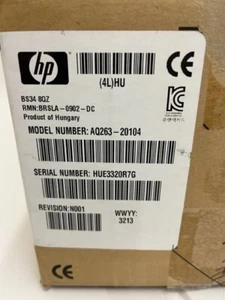 hp
(4L)HU
BS34 8QZ
RMN:BRSLA-0902-DC
Product of Hungary
MODEL NUMBER: AQ263-20104
SERIAL NUMBER: HUE3320R7G
REVISION:N001
WWYY:
3213
CE